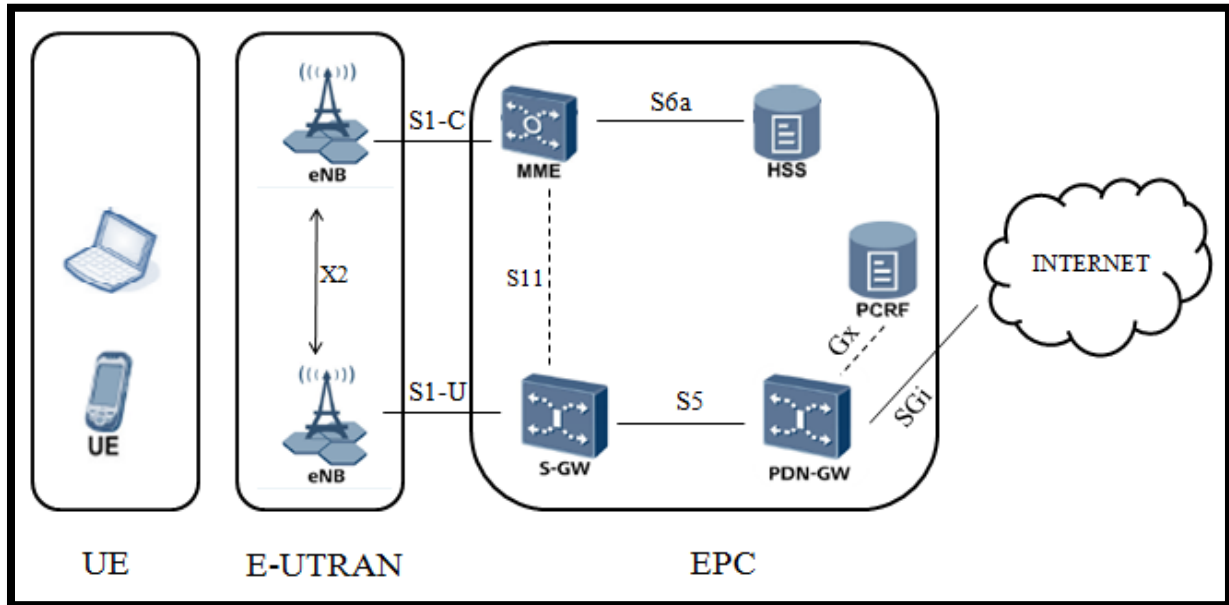 S1-C
S6a
eNB
MME
HSS
X2
S11
INTERNET
PCRF
Gx
UE
S1-U
S5
SGi
eNB
S-GW
PDN-GW
UE
E-UTRAN
EPC